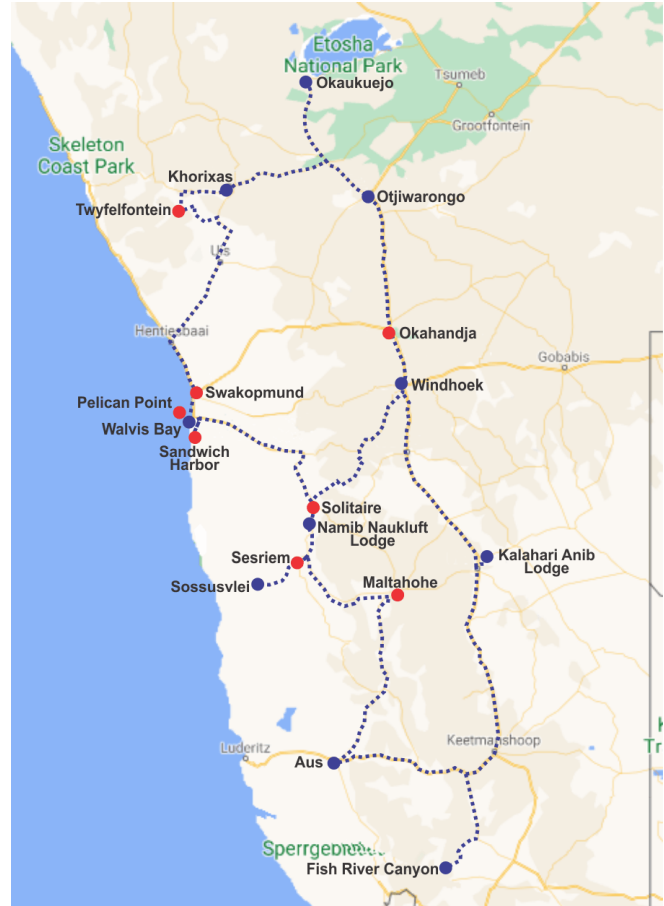 Etosha
National Park
Okaukuejo
Tsumeb
Grootfontein
Skeleton
Coast Park
Khorixas
Otjiwarongo
Twyfelfontein
Uis
Hentiesbaai
Okahandja
Gobabis
Windhoek
Swakopmund
Pelican Point
Walvis Bay
Sandwich
Harbor
Solitaire
Namib Naukluft
Lodge
Kalahari Anib
Lodge
Sesriem
Maltahohe
Sossusvlei
K
Tr
Keetmanshoop
Luderitz
Aus
Fish River Canyon